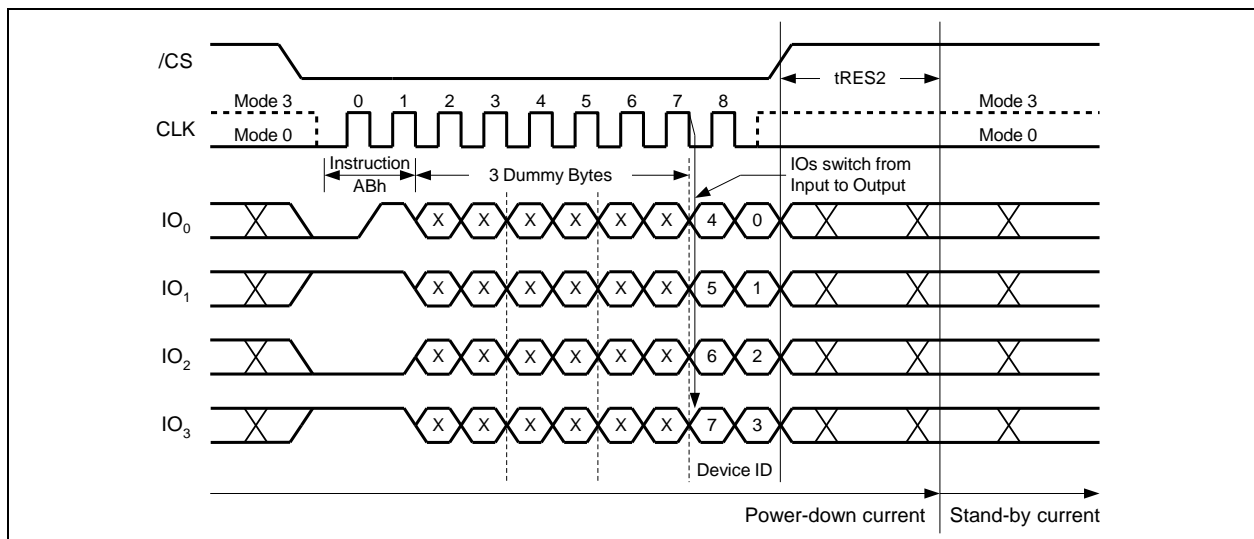 /CS
tRES2
Mode 3 0 1 2 3 4 5 6 7 8 Mode 3
CLK
Mode 0 Mode 0
Instruction
ABh
3 Dummy Bytes
IOs switch from
Input to Output
IO0 X X X X X X 4 0
IO1 X X X X X X 5 1
IO2 X X X X X X 6 2
IO3 X X X X X X 7 3
Device ID
Power-down current Stand-by current